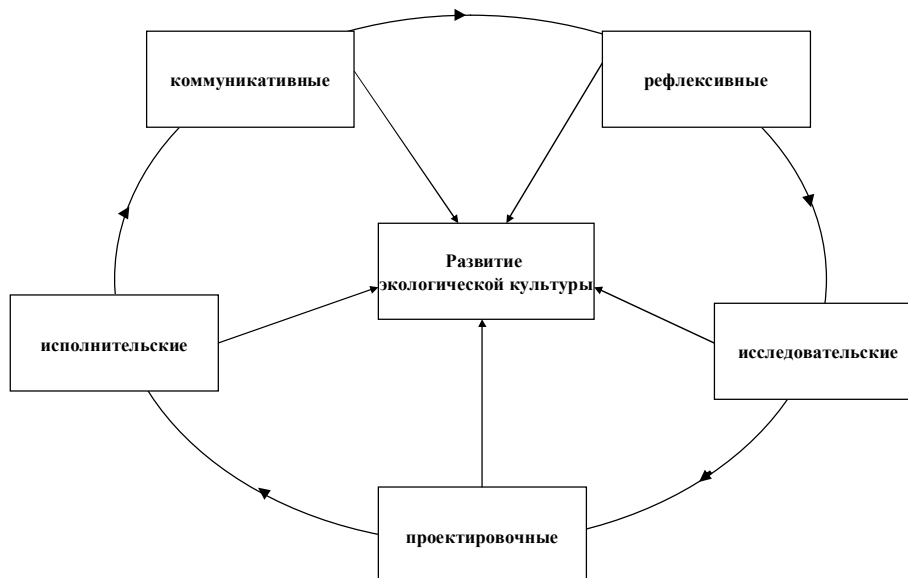 коммуникативные
рефлексивные
Развитие
экологической культуры
исполнительские
исследовательские
проектировочные